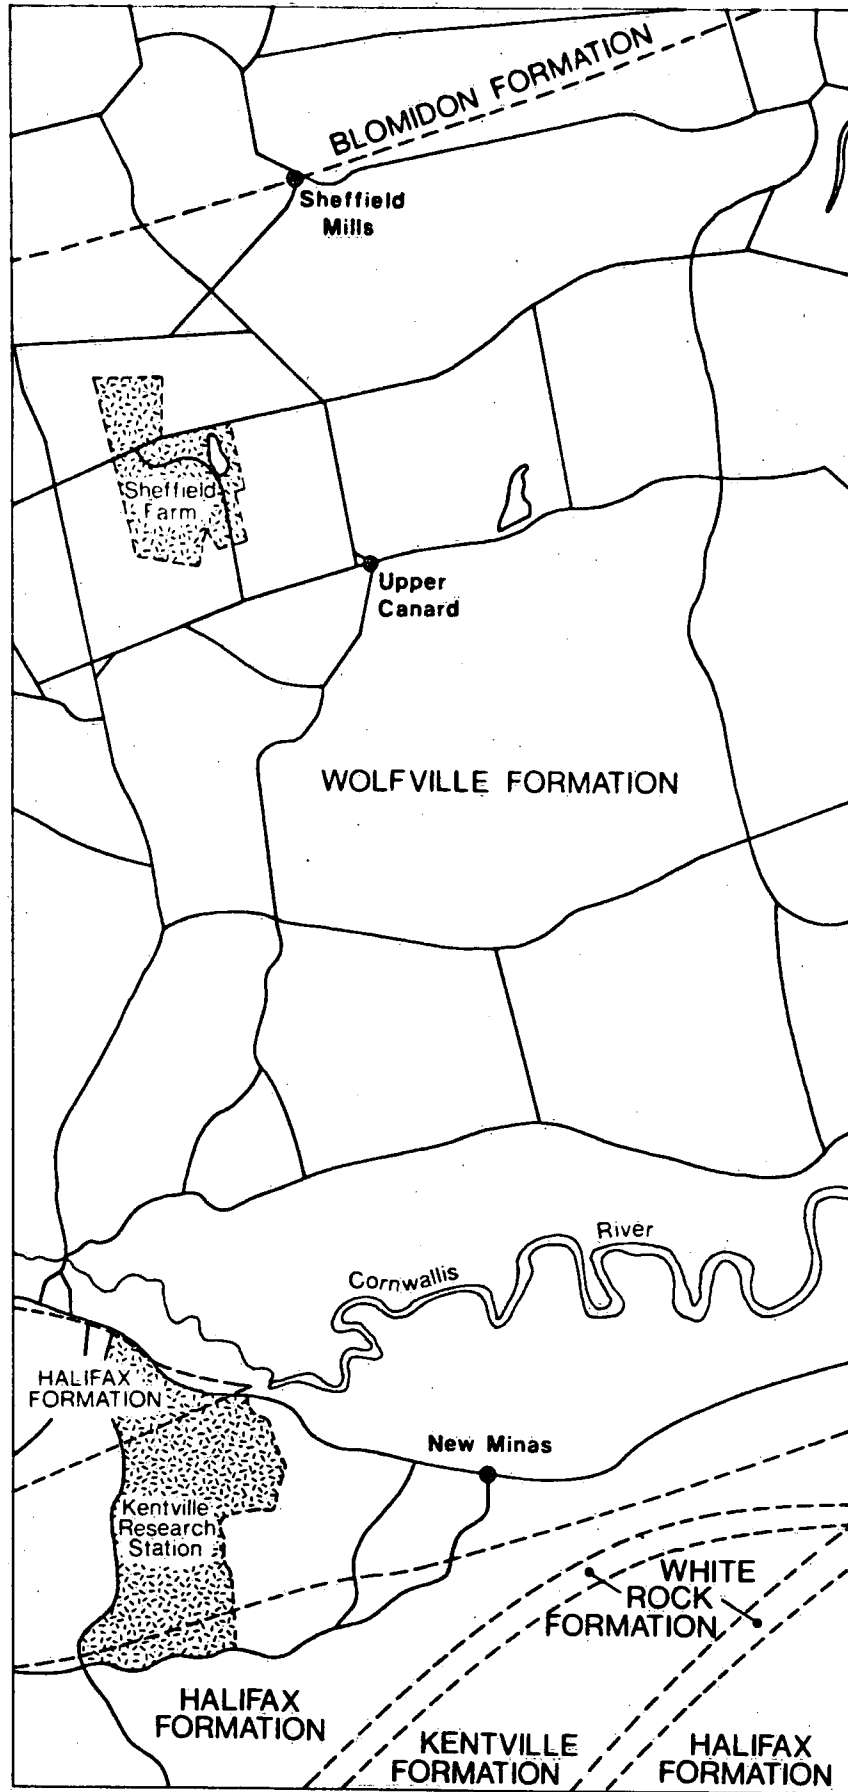 BLOMIDON FORMATION
Sheffield
Mills
Sheffield
Farm
Upper
Canard
WOLFVILLE FORMATION
River
Cornwallis
HALIFAX
FORMATION
New Minas
Kentville
Research
Station
WHITE
ROCK
FORMATION
HALIFAX
FORMATION
KENTVILLE
FORMATION
HALIFAX
FORMATION